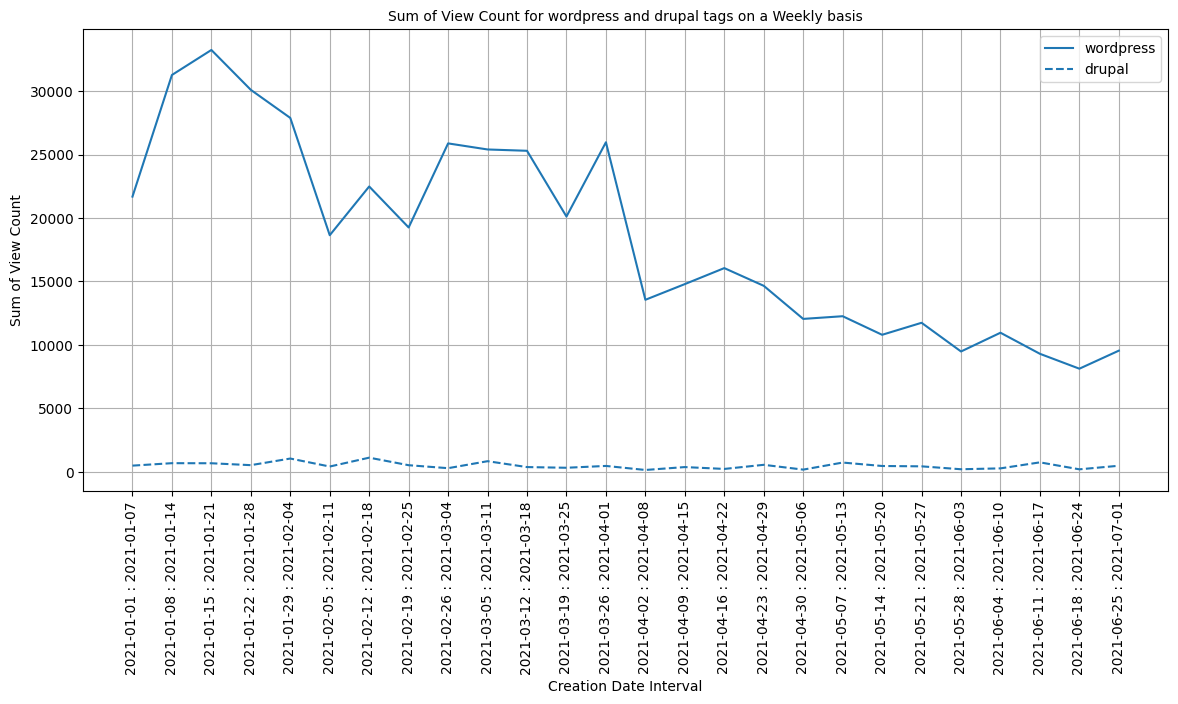 Sum of View Count for wordpress and drupal tags on a Weekly basis
wordpress
drupal
Sum of View Count
30000
25000
20000
15000
10000
5000
0
2021-01-01 : 2021-01-07
2021-01-08 : 2021-01-14
2021-01-15 : 2021-01-21
2021-01-22 : 2021-01-28
2021-01-29 : 2021-02-04
2021-02-05 : 2021-02-11
2021-02-12 : 2021-02-18
2021-02-19 : 2021-02-25
2021-02-26 : 2021-03-04
2021-03-05 : 2021-03-11
2021-03-12 : 2021-03-18
2021-03-19 : 2021-03-25
2021-03-26 : 2021-04-01
2021-04-02 : 2021-04-08
2021-04-09 : 2021-04-15
2021-04-16 : 2021-04-22
2021-04-23 : 2021-04-29
2021-04-30 : 2021-05-06
2021-05-07 : 2021-05-13
2021-05-14 : 2021-05-20
2021-05-21 : 2021-05-27
2021-05-28 : 2021-06-03
2021-06-04 : 2021-06-10
2021-06-11 : 2021-06-17
2021-06-18 : 2021-06-24
2021-06-25 : 2021-07-01
Creation Date Interval